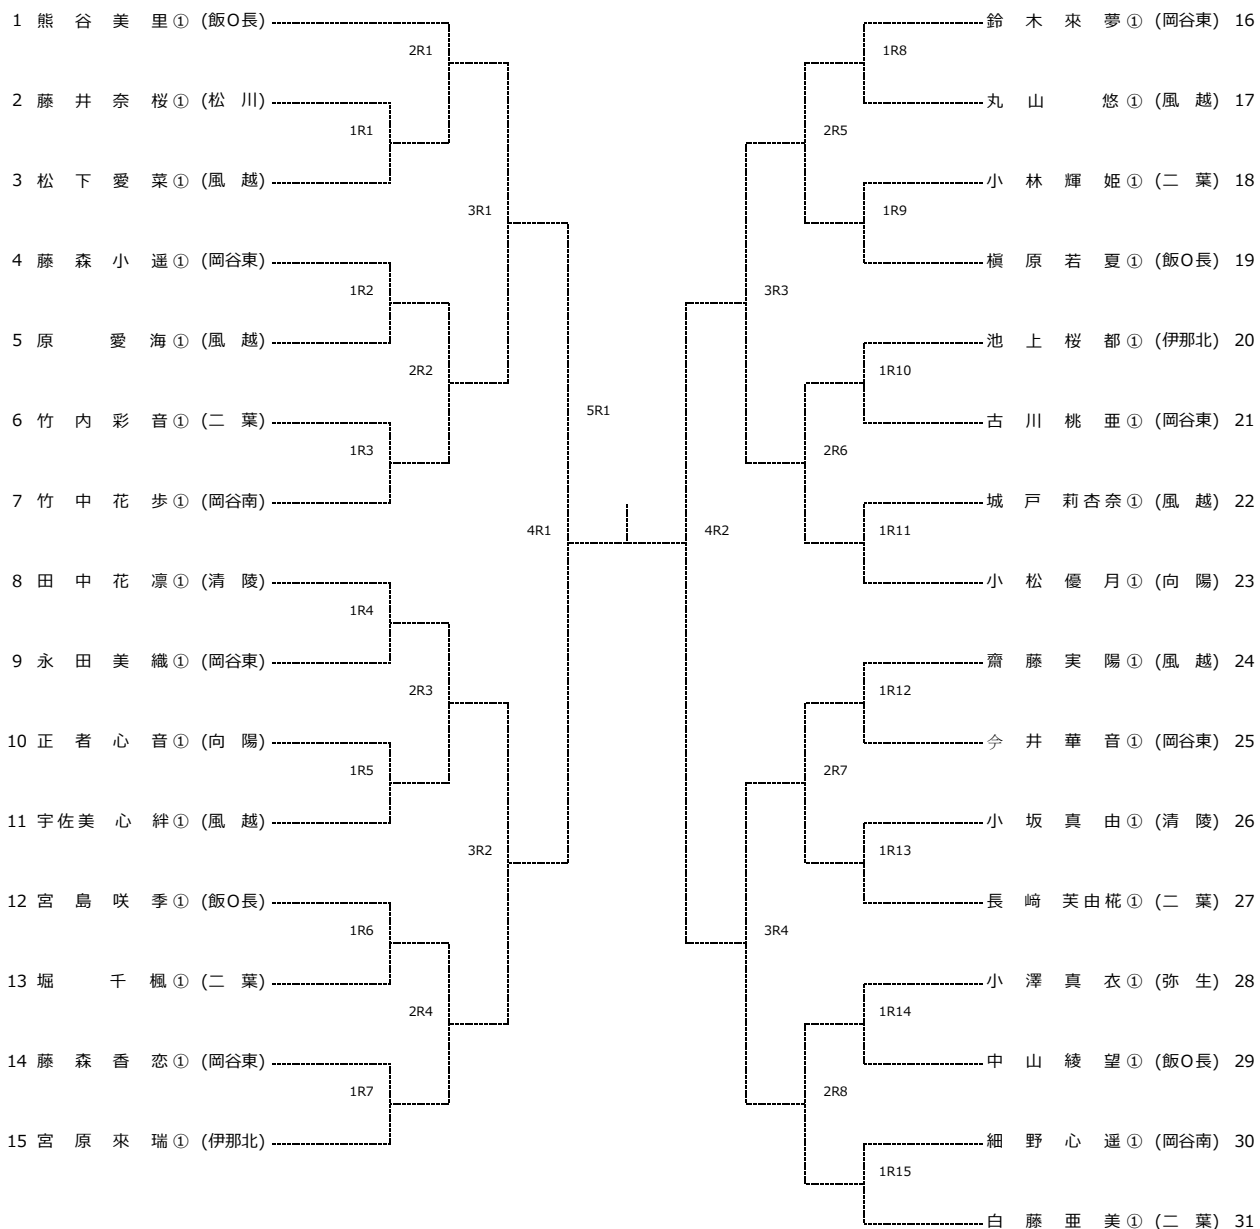 1 熊谷美里① (飯O長)
2R1
2 藤井奈桜① (松川)
1R1
3 松下愛菜① (風越)
3R1
4 藤森小遥① (岡谷東)
1R2
5 原愛海① (風越)
2R2
6 竹内彩音① (二葉)
1R3
7 竹中花歩① (岡谷南)
4R1
8 田中花凛① (清陵)
1R4
9 永田美織① (岡谷東)
2R3
10 正者心音① (向陽)
1R5
11 宇佐美心絆① (風越)
3R2
12 宮島咲季① (飯O長)
1R6
13 堀千楓① (二葉)
2R4
14 藤森香恋① (岡谷東)
1R7
15 宮原來瑞① (伊那北)
5R1
鈴木來夢① (岡谷東) 16
1R8
丸山悠① (風越) 17
2R5
小林輝姫① (二葉) 18
1R9
槇原若夏① (飯O長) 19
3R3
池上桜都① (伊那北) 20
1R10
古川桃亜① (岡谷東) 21
2R6
城戸莉杏奈① (風越) 22
1R11
小松優月① (向陽) 23
4R2
齋藤実陽① (風越) 24
1R12
今井華音① (岡谷東) 25
2R7
小坂真由① (清陵) 26
1R13
長﨑芙由椛① (二葉) 27
3R4
小澤真衣① (弥生) 28
1R14
中山綾望① (飯O長) 29
2R8
細野心遥① (岡谷南) 30
1R15
白藤亜美① (二葉) 31